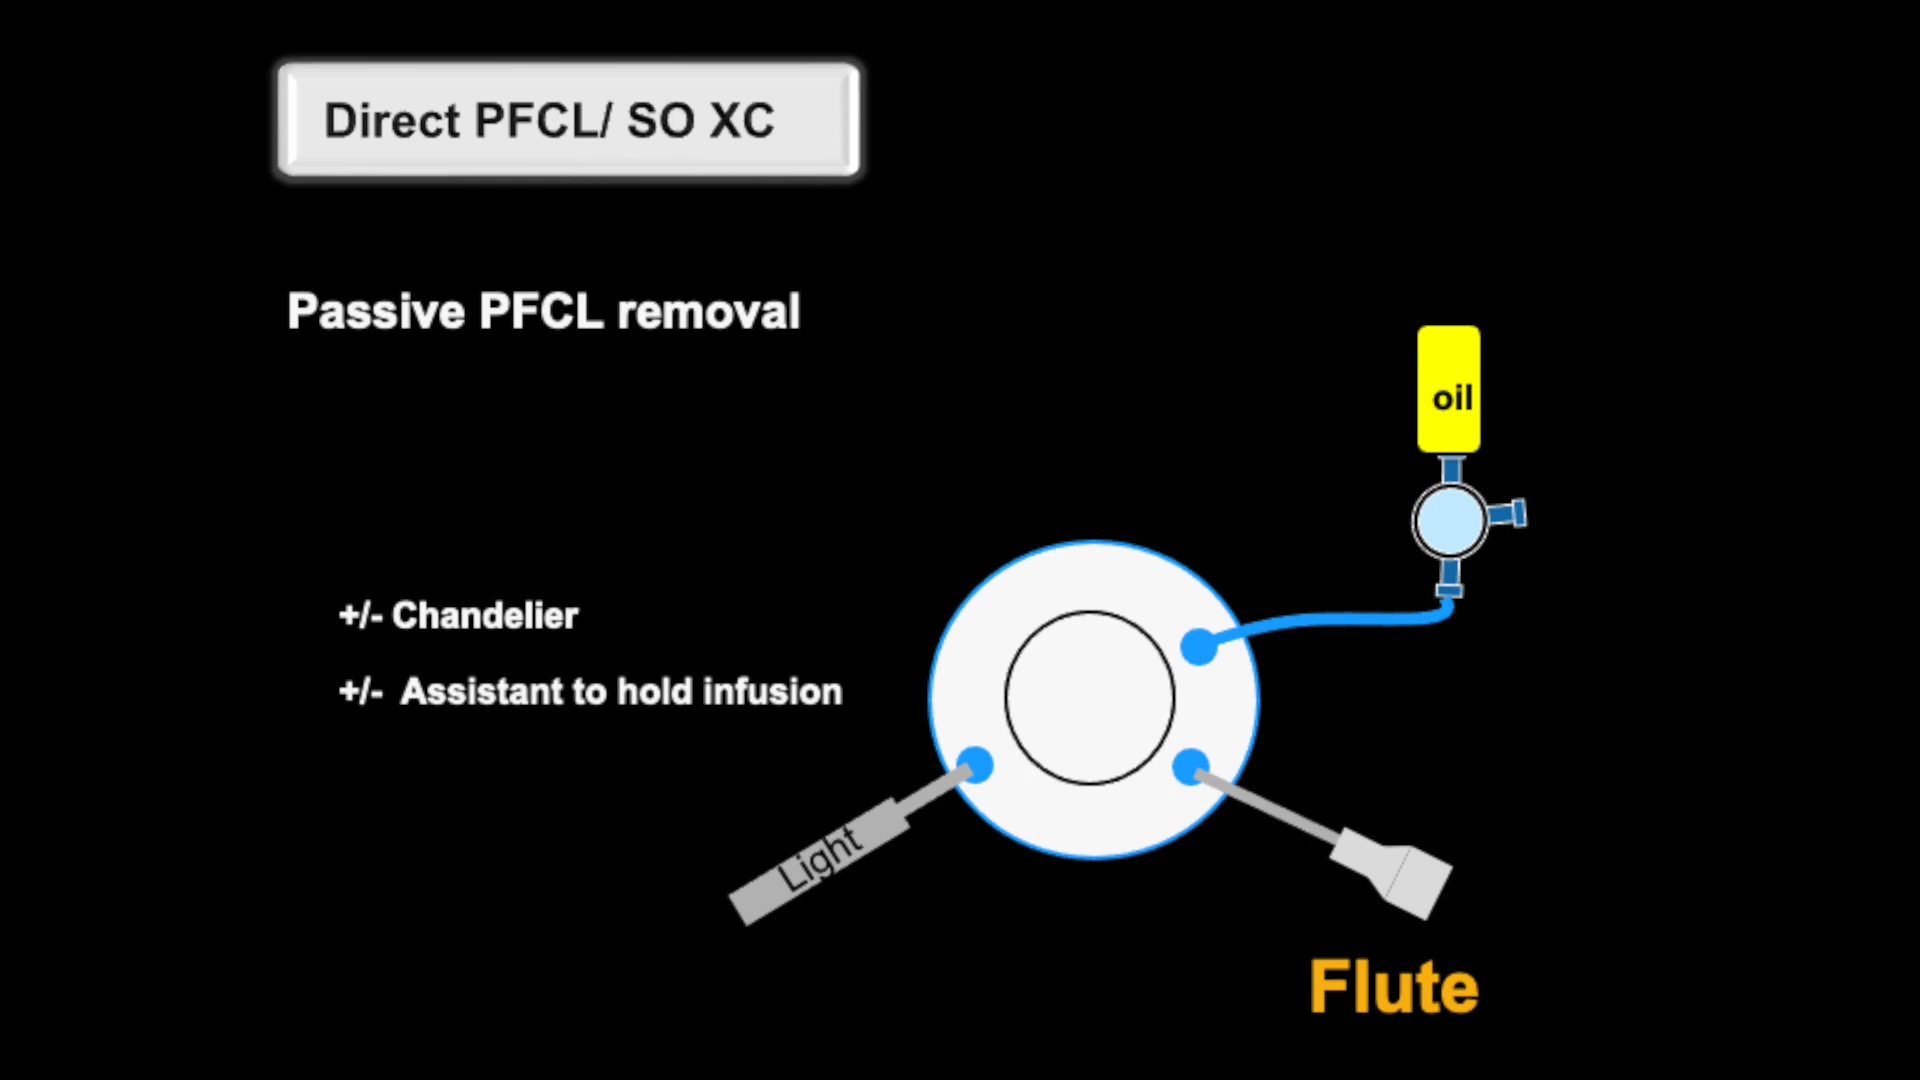 Direct PFCL/ SO XC
Passive PFCL removal
oil
+/- Chandelier
+/- Assistant to hold infusion
Light
Flute